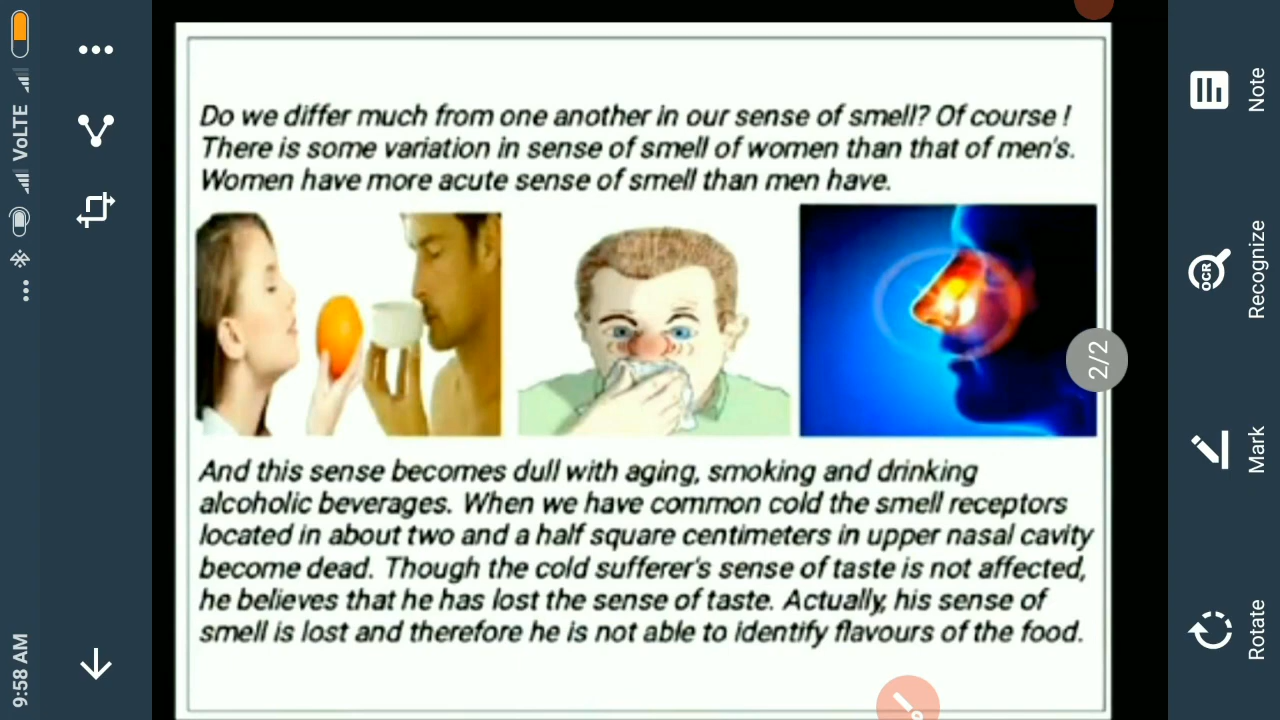 Do we differ much from one another in our sense of smell? Of course !
There is some variation in sense of smell of women than that of men's.
Women have more acute sense of smell than men have.
And this sense becomes dull with aging, smoking and drinking
alcoholic beverages. When we have common cold the smell receptors
located in about two and a half square centimeters in upper nasal cavity
become dead. Though the cold sufferer's sense of taste is not affected,
he believes that he has lost the sense of taste. Actually, his sense of
smell is lost and therefore he is not able to identify flavours of the food.
2/2
Note
OCR
Recognize
Mark
Rotate
VoLTE
9:58 AM